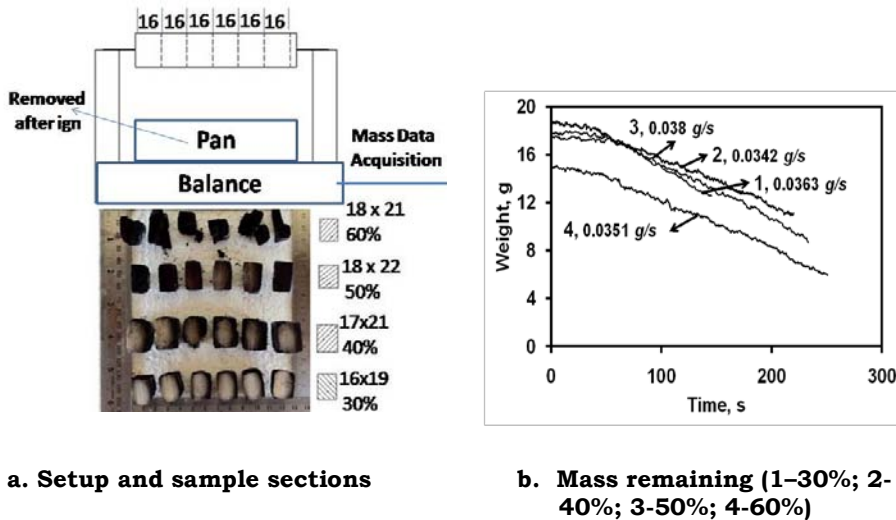 16 16 16 16 16 16
Removed
after ign
Pan
Mass Data
Acquisition
Balance
18 x 21
60%
18 x 22
50%
17x21
40%
16x19
30%
a. Setup and sample sections
20
16
12
8
4
0
Weight, g
3, 0.038 g/s
2, 0.0342 g/s
1, 0.0363 g/s
4, 0.0351 g/s
0 100 200 300
Time, s
b. Mass remaining (1–30%; 2-
40%; 3-50%; 4-60%)